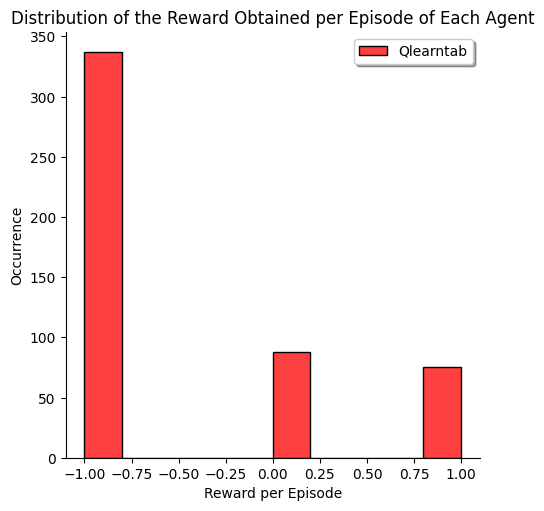 Distribution of the Reward Obtained per Episode of Each Agent
Qlearntab
350
300
250
200
150
100
50
0
Occurrence
−1.00 −0.75 −0.50 −0.25 0.00 0.25 0.50 0.75 1.00
Reward per Episode